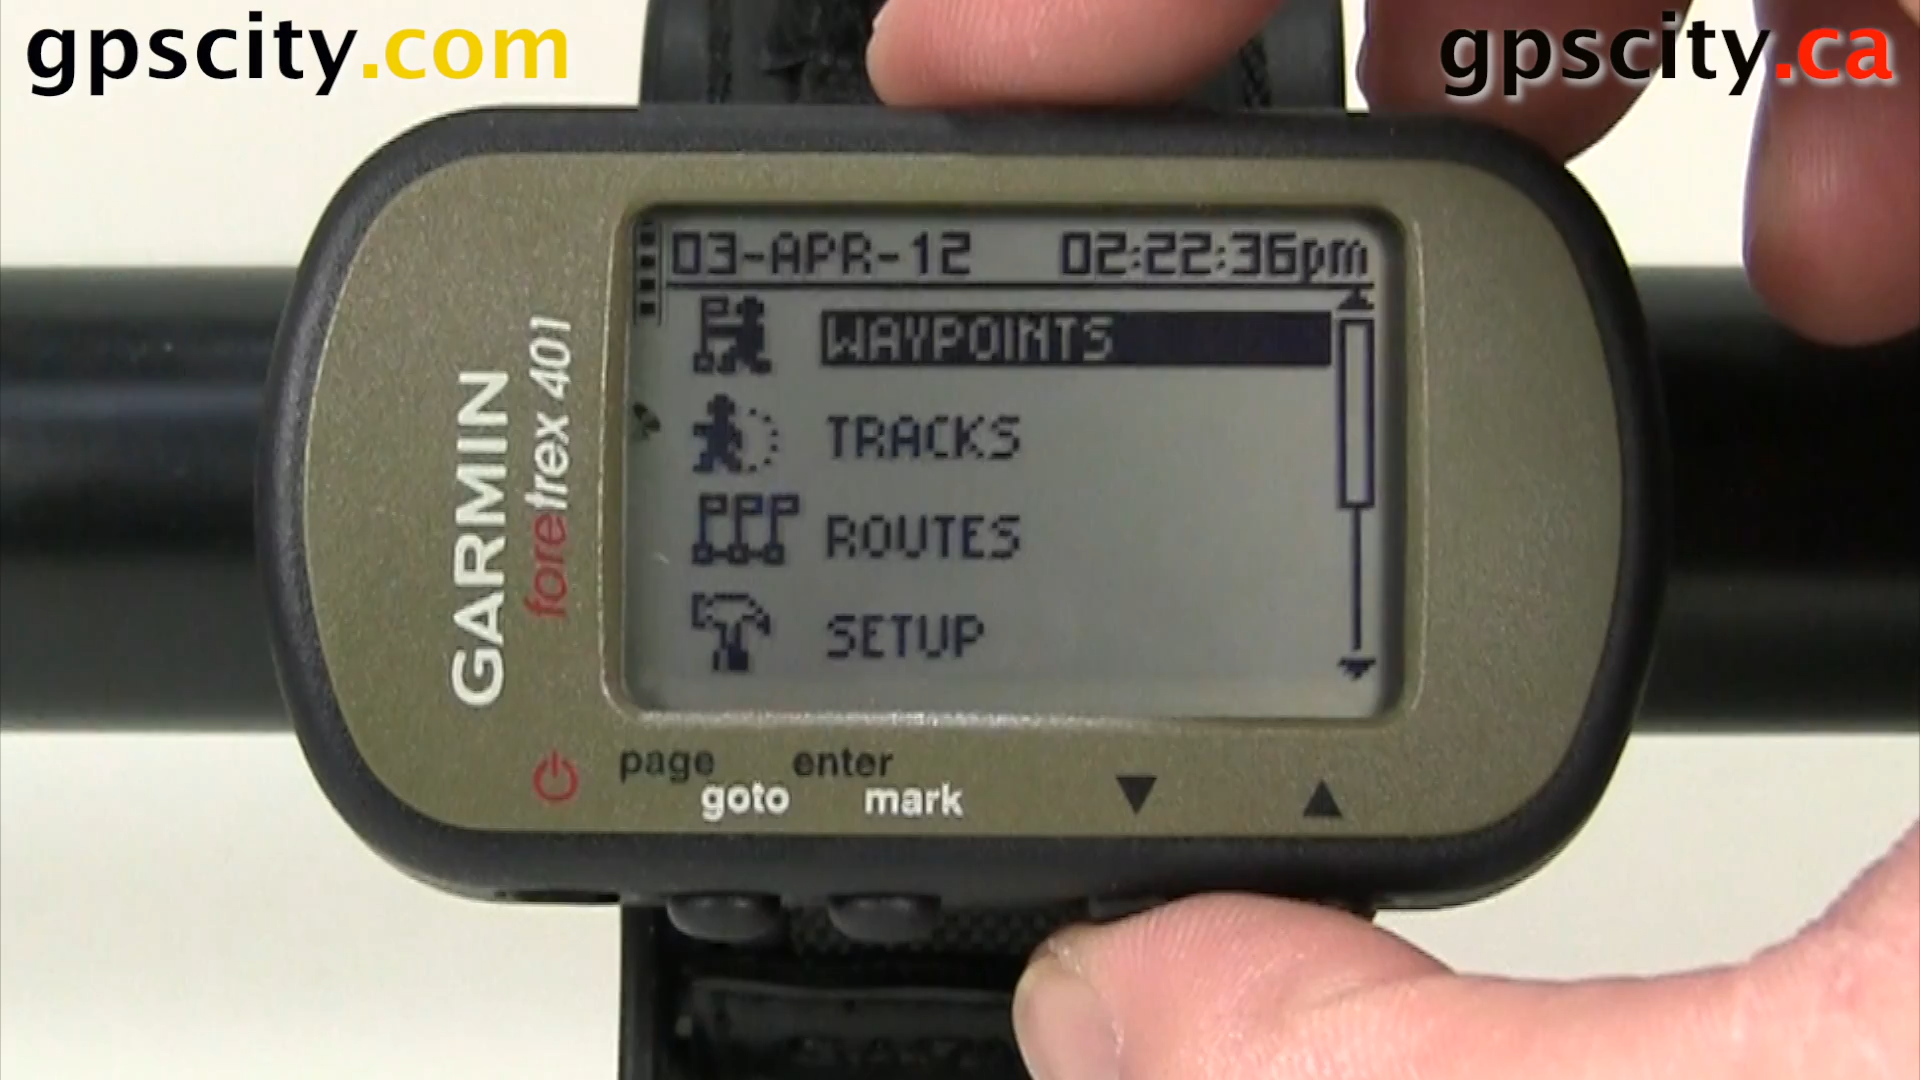 gpscity.com
gpscity.ca
GARMIN
foretrex 401
03-APR-12 02:22:36pm
WAYPOINTS
TRACKS
ROUTES
SETUP
page enter
goto mark